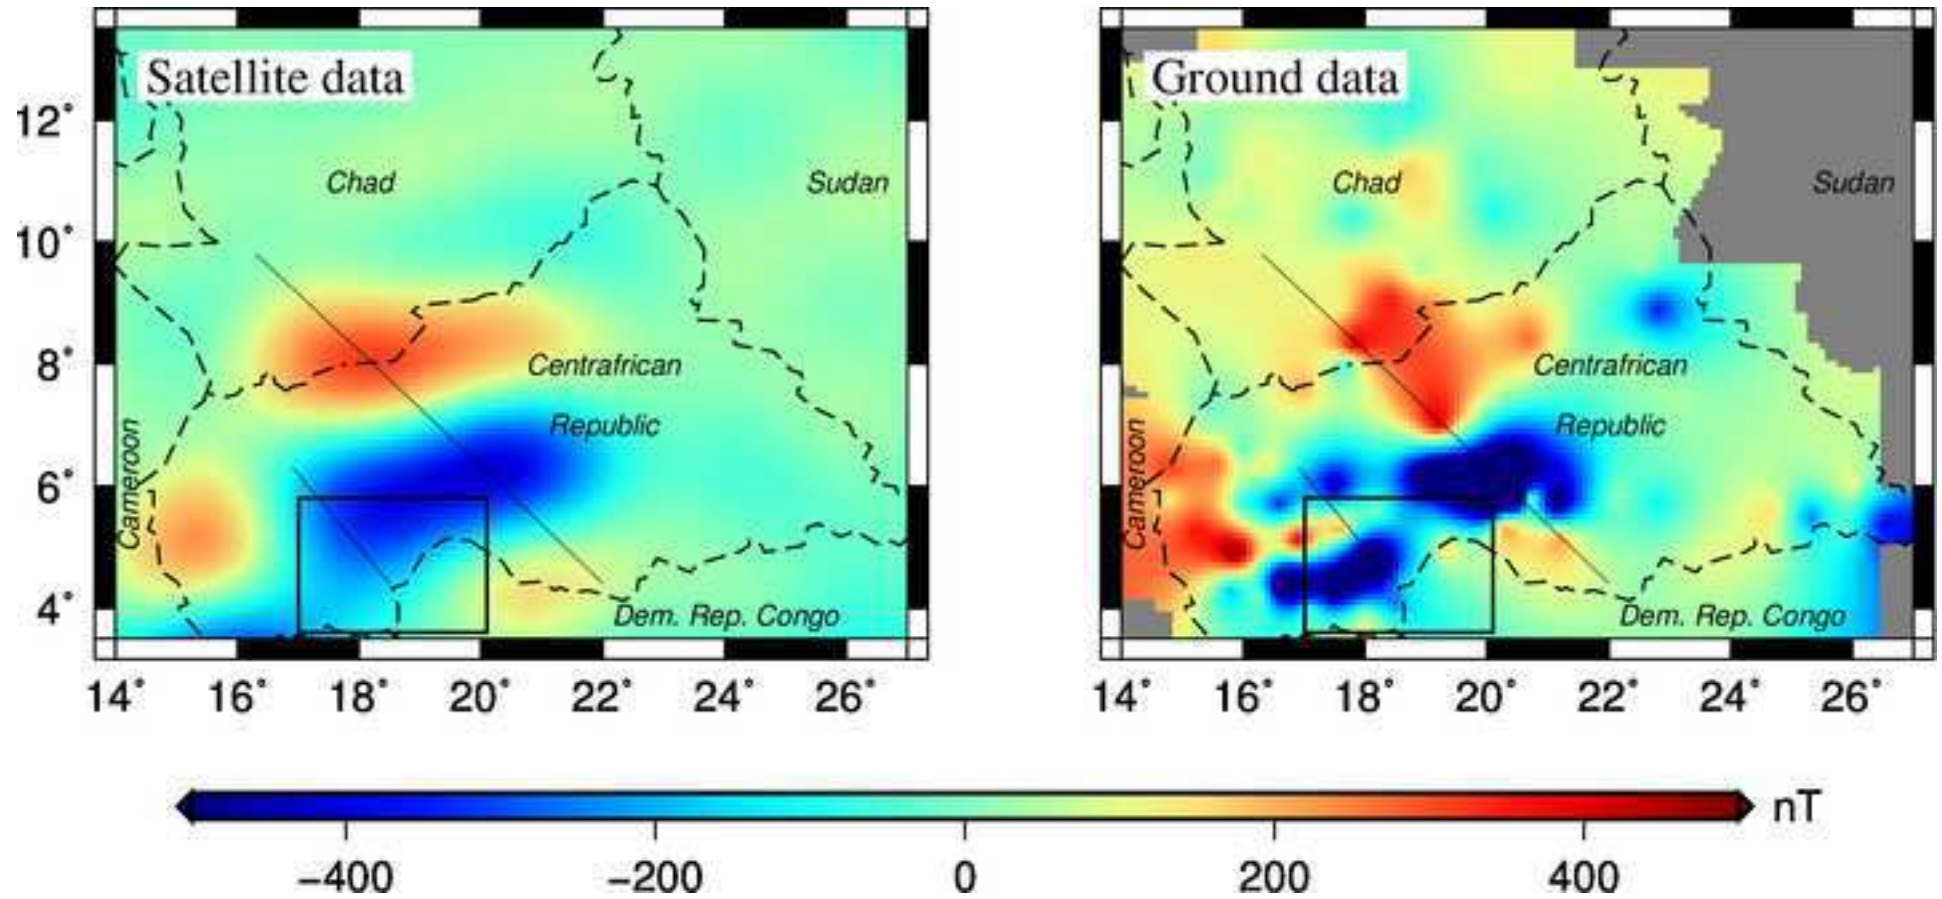 Satellite data
12°
10°
8°
6°
4°
Chad
Sudan
Centrafrican
Republic
Cameroon
Dem. Rep. Congo
14° 16° 18° 20° 22° 24° 26°
Ground data
Chad
Sudan
Centrafrican
Republic
Cameroon
Dem. Rep. Congo
14° 16° 18° 20° 22° 24° 26°
nT
−400 −200 0 200 400